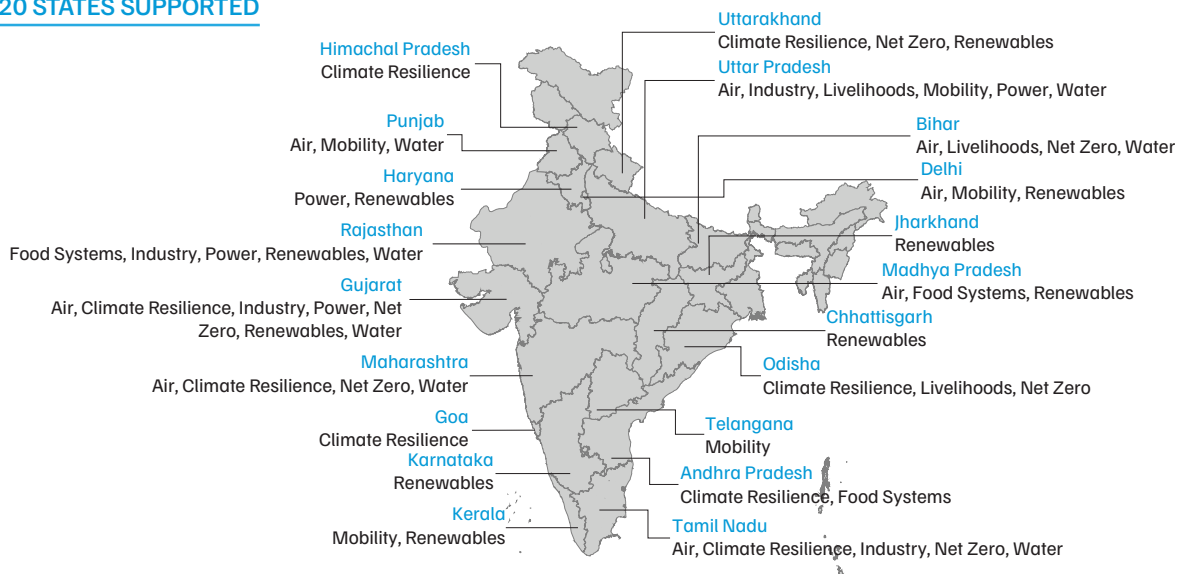 20 STATES SUPPORTED
Himachal Pradesh
Climate Resilience
Punjab
Air, Mobility, Water
Haryana
Power, Renewables
Rajasthan
Food Systems, Industry, Power, Renewables, Water
Gujarat
Air, Climate Resilience, Industry, Power, Net
Zero, Renewables, Water
Maharashtra
Air, Climate Resilience, Net Zero, Water
Goa
Climate Resilience
Karnataka
Renewables
Kerala
Mobility, Renewables
Uttarakhand
Climate Resilience, Net Zero, Renewables
Uttar Pradesh
Air, Industry, Livelihoods, Mobility, Power, Water
Bihar
Air, Livelihoods, Net Zero, Water
Delhi
Air, Mobility, Renewables
Jharkhand
Renewables
Madhya Pradesh
Air, Food Systems, Renewables
Chhattisgarh
Renewables
Odisha
Climate Resilience, Livelihoods, Net Zero
Telangana
Mobility
Andhra Pradesh
Climate Resilience, Food Systems
Tamil Nadu
Air, Climate Resilience, Industry, Net Zero, Water